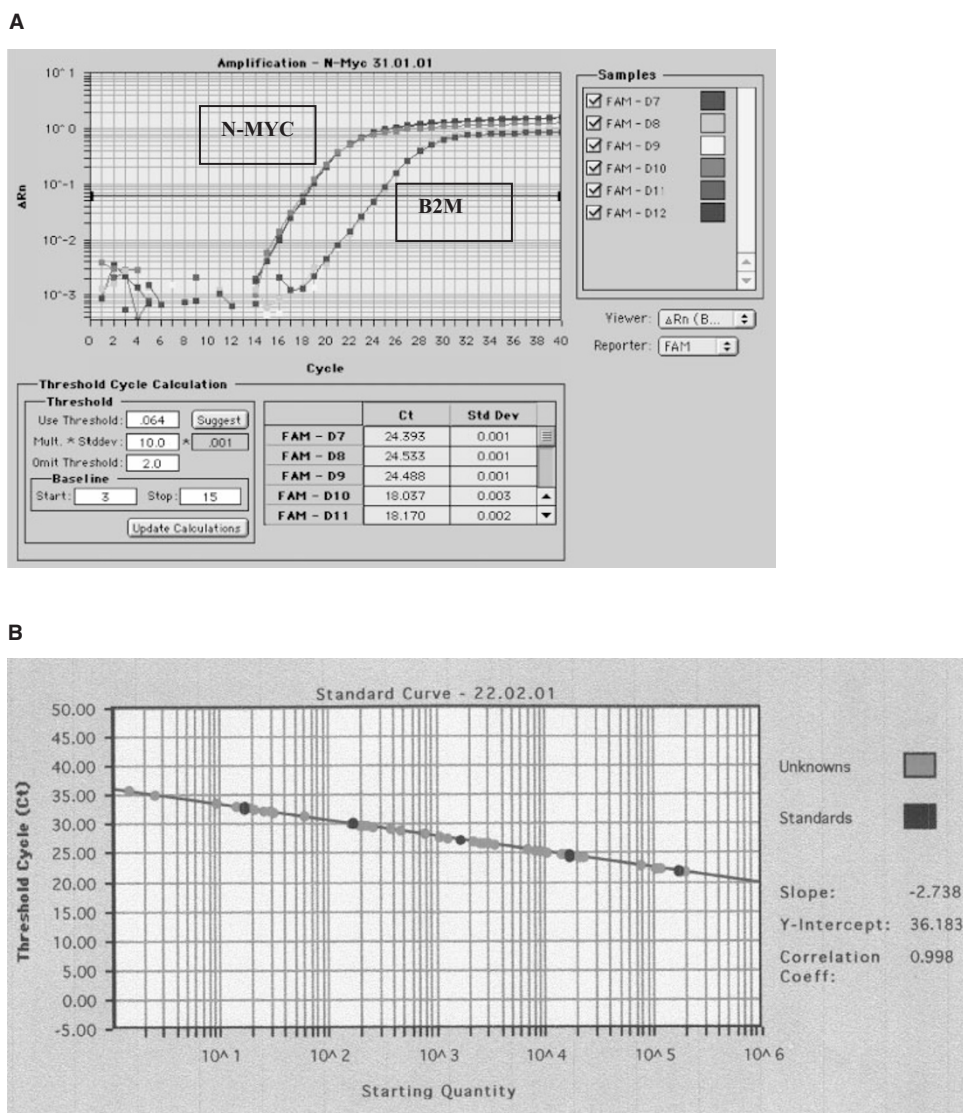 A
Amplification - N-Myc 31.01.01
10^ 1
10^ 0
10^-1
10^-2
10^-3
ΔRn
N-MYC
B2M
0 2 4 6 8 10 12 14 16 18 20 22 24 26 28 30 32 34 36 38 40
Cycle
Samples
FAM - D7
FAM - D8
FAM - D9
FAM - D10
FAM - D11
FAM - D12
Viewer: ΔRn (B...
Reporter: FAM
Threshold Cycle Calculation
Threshold
Use Threshold: .064 Suggest
Mult. * Stddev: 10.0 * .001
Omit Threshold: 2.0
Baseline
Start: 3 Stop: 15
Update Calculations
Ct Std Dev
FAM - D7 24.393 0.001
FAM - D8 24.533 0.001
FAM - D9 24.488 0.001
FAM - D10 18.037 0.003
FAM - D11 18.170 0.002
B
Standard Curve - 22.02.01
50.00
45.00
40.00
35.00
30.00
25.00
20.00
15.00
10.00
5.00
0.00
-5.00
Threshold Cycle (Ct)
10^ 1 10^ 2 10^ 3 10^ 4 10^ 5 10^ 6
Starting Quantity
Unknowns
Standards
Slope: -2.738
Y-Intercept: 36.183
Correlation 0.998
Coeff: